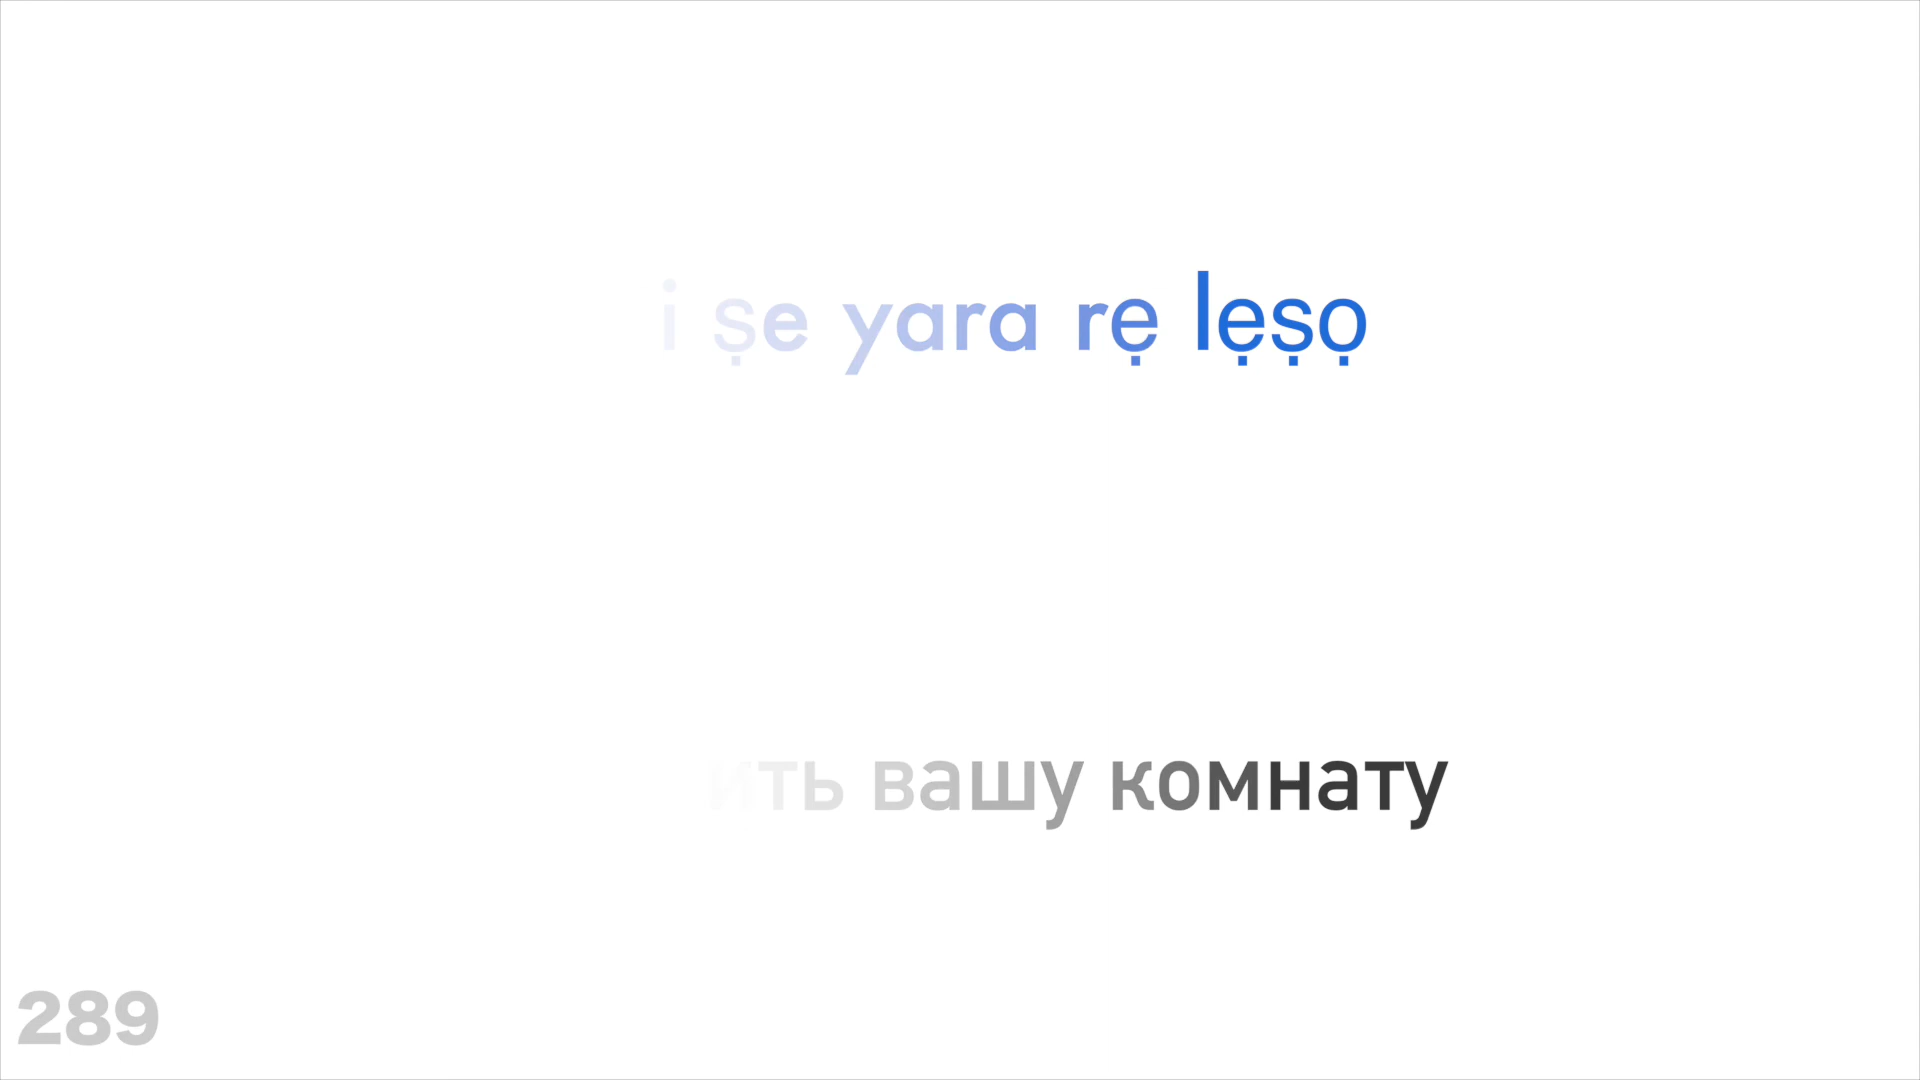 i ṣe yara rẹ lẹṣọ
ить вашу комнату
289